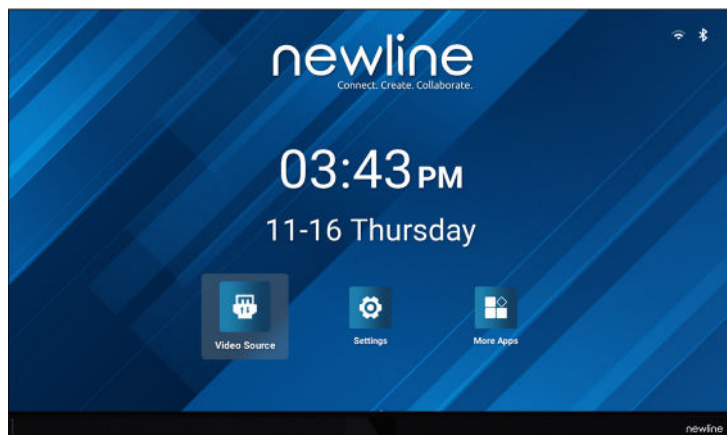 newline
Connect. Create. Collaborate.
03:43 PM
11-16 Thursday
Video Source
Settings
More Apps
newline